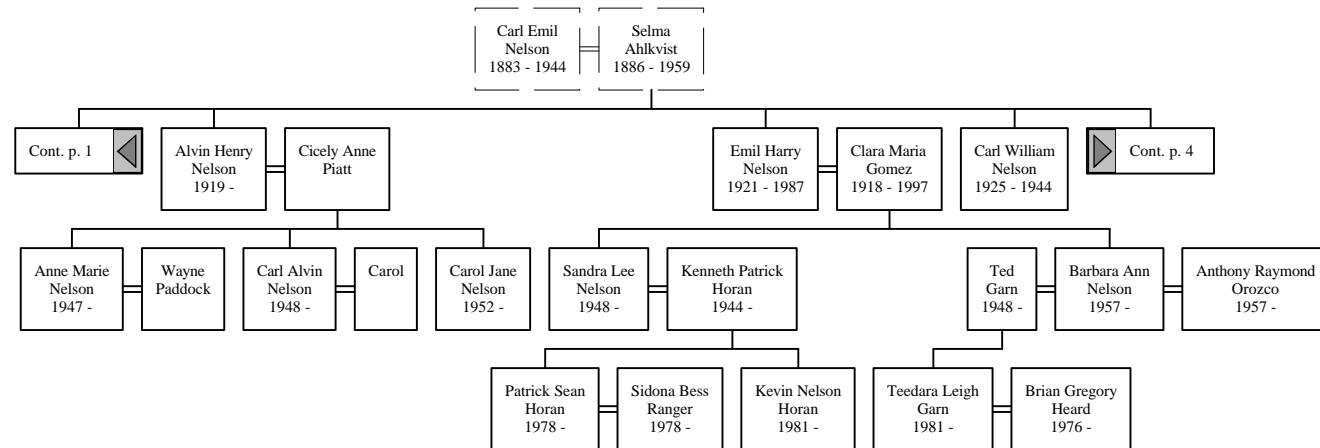 Carl Emil
Nelson
1883 - 1944
Selma
Ahlkvist
1886 - 1959
Cont. p. 1
Alvin Henry
Nelson
1919 -
Cicely Anne
Piatt
Emil Harry
Nelson
1921 - 1987
Clara Maria
Gomez
1918 - 1997
Carl William
Nelson
1925 - 1944
Cont. p. 4
Anne Marie
Nelson
1947 -
Wayne
Paddock
Carl Alvin
Nelson
1948 -
Carol
Carol Jane
Nelson
1952 -
Sandra Lee
Nelson
1948 -
Kenneth Patrick
Horan
1944 -
Ted
Garn
1948 -
Barbara Ann
Nelson
1957 -
Anthony Raymond
Orozco
1957 -
Patrick Sean
Horan
1978 -
Sidona Bess
Ranger
1978 -
Kevin Nelson
Horan
1981 -
Teedara Leigh
Garn
1981 -
Brian Gregory
Heard
1976 -